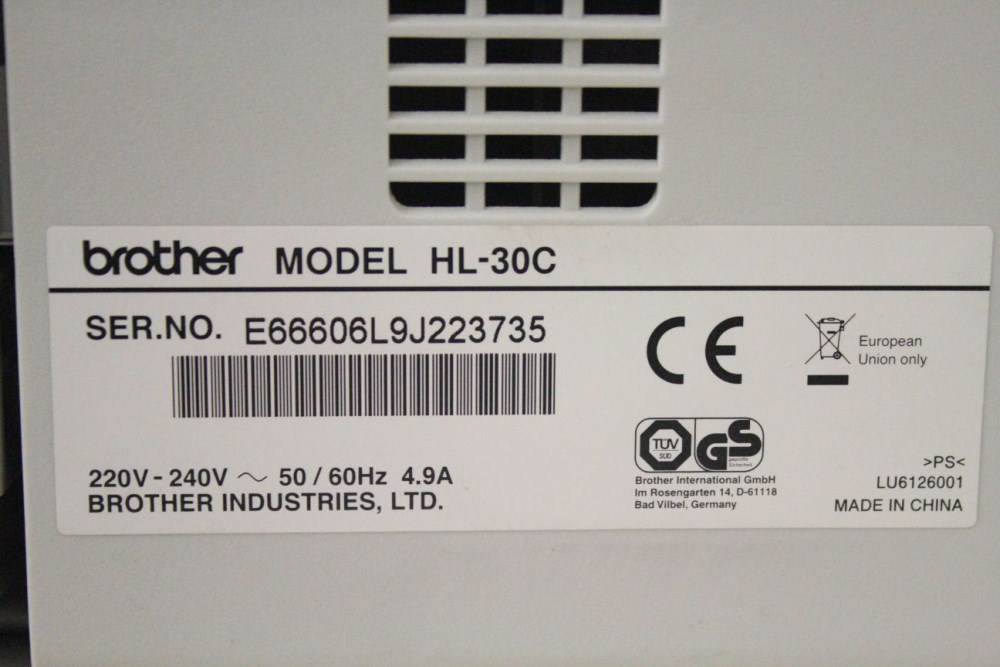 brother MODEL HL-30C
SER.NO. E66606L9J223735
CE
European
Union only
TÜV
SÜD
GS
geprüfte
Sicherheit
220V - 240V ～ 50 / 60Hz 4.9A
BROTHER INDUSTRIES, LTD.
Brother International GmbH
Im Rosengarten 14, D-61118
Bad Vilbel, Germany
>PS<
LU6126001
MADE IN CHINA